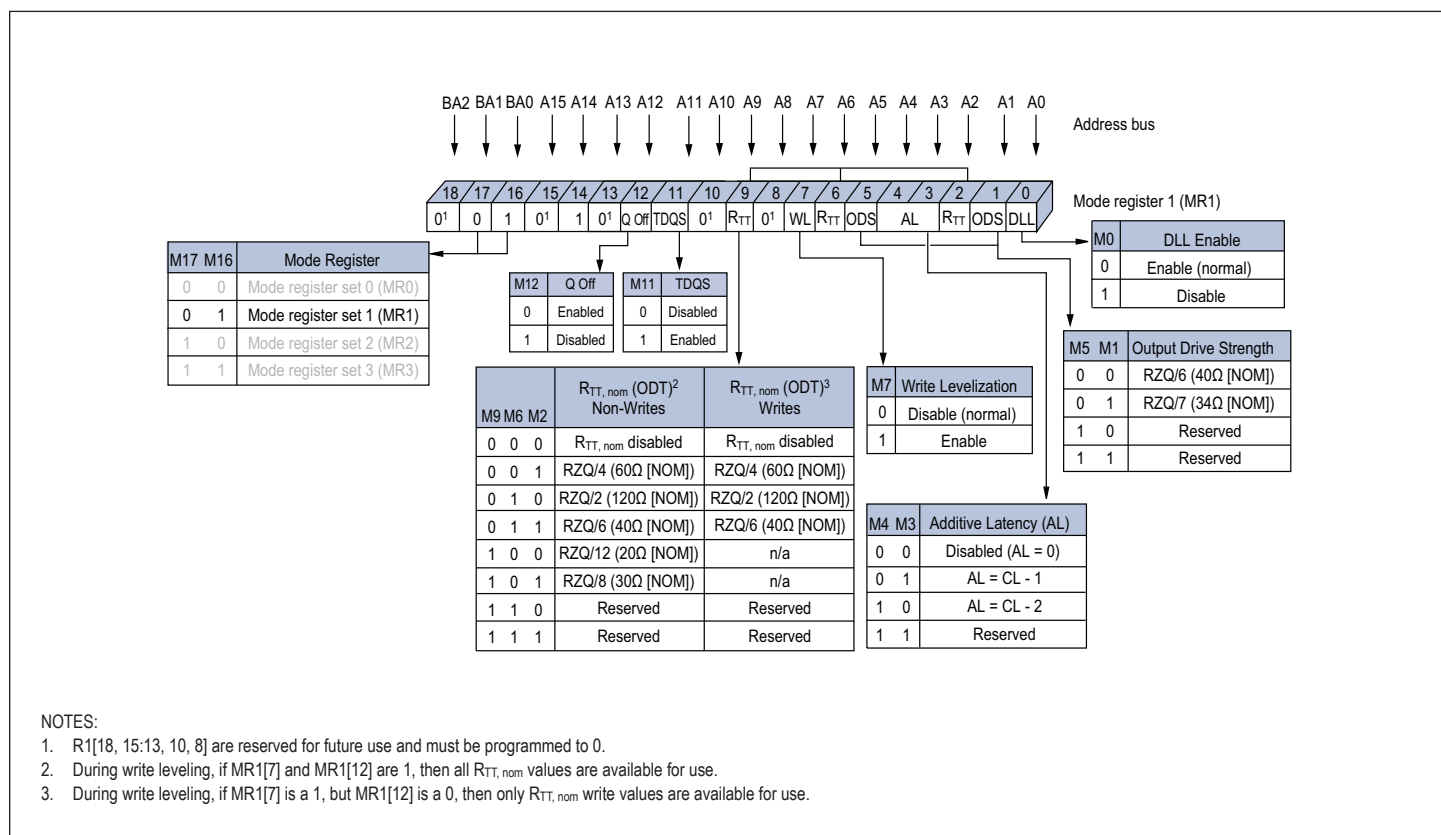 BA2 BA1 BA0 A15 A14 A13 A12 A11 A10 A9 A8 A7 A6 A5 A4 A3 A2 A1 A0
Address bus
18 17 16 15 14 13 12 11 10 9 8 7 6 5 4 3 2 1 0
Mode register 1 (MR1)
0¹ 0 1 0¹ 1 0¹ Q Off TDQS 0¹ RTT 0¹ WL RTT ODS AL RTT ODS DLL
M17 M16 Mode Register
0 0 Mode register set 0 (MR0)
0 1 Mode register set 1 (MR1)
1 0 Mode register set 2 (MR2)
1 1 Mode register set 3 (MR3)
M12 Q Off
0 Enabled
1 Disabled
M11 TDQS
0 Disabled
1 Enabled
M0 DLL Enable
0 Enable (normal)
1 Disable
M5 M1 Output Drive Strength
0 0 RZQ/6 (40Ω [NOM])
0 1 RZQ/7 (34Ω [NOM])
1 0 Reserved
1 1 Reserved
M7 Write Levelization
0 Disable (normal)
1 Enable
M9 M6 M2 RTT, nom (ODT)² Non-Writes RTT, nom (ODT)³ Writes
0 0 0 RTT, nom disabled RTT, nom disabled
0 0 1 RZQ/4 (60Ω [NOM]) RZQ/4 (60Ω [NOM])
0 1 0 RZQ/2 (120Ω [NOM]) RZQ/2 (120Ω [NOM])
0 1 1 RZQ/6 (40Ω [NOM]) RZQ/6 (40Ω [NOM])
1 0 0 RZQ/12 (20Ω [NOM]) n/a
1 0 1 RZQ/8 (30Ω [NOM]) n/a
1 1 0 Reserved Reserved
1 1 1 Reserved Reserved
M4 M3 Additive Latency (AL)
0 0 Disabled (AL = 0)
0 1 AL = CL - 1
1 0 AL = CL - 2
1 1 Reserved
NOTES:
1. R1[18, 15:13, 10, 8] are reserved for future use and must be programmed to 0.
2. During write leveling, if MR1[7] and MR1[12] are 1, then all RTT, nom values are available for use.
3. During write leveling, if MR1[7] is a 1, but MR1[12] is a 0, then only RTT, nom write values are available for use.